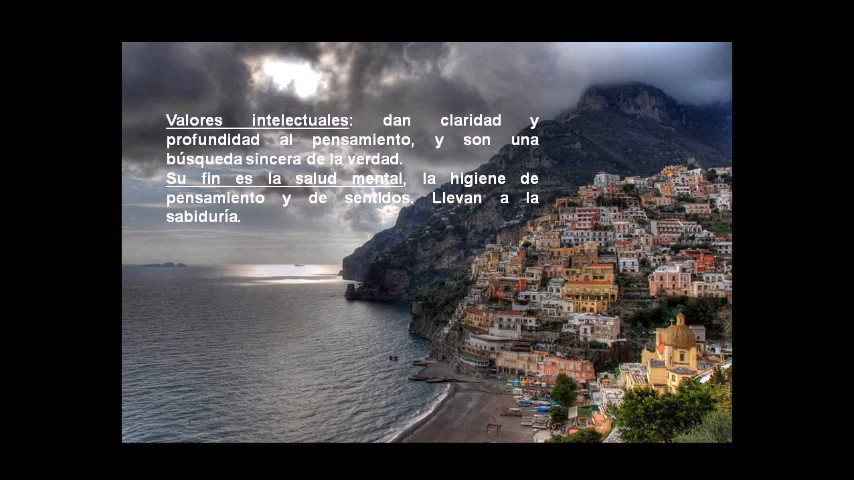 Valores intelectuales: dan claridad y
profundidad al pensamiento, y son una
búsqueda sincera de la verdad.
Su fin es la salud mental, la higiene de
pensamiento y de sentidos. Llevan a la
sabiduría.